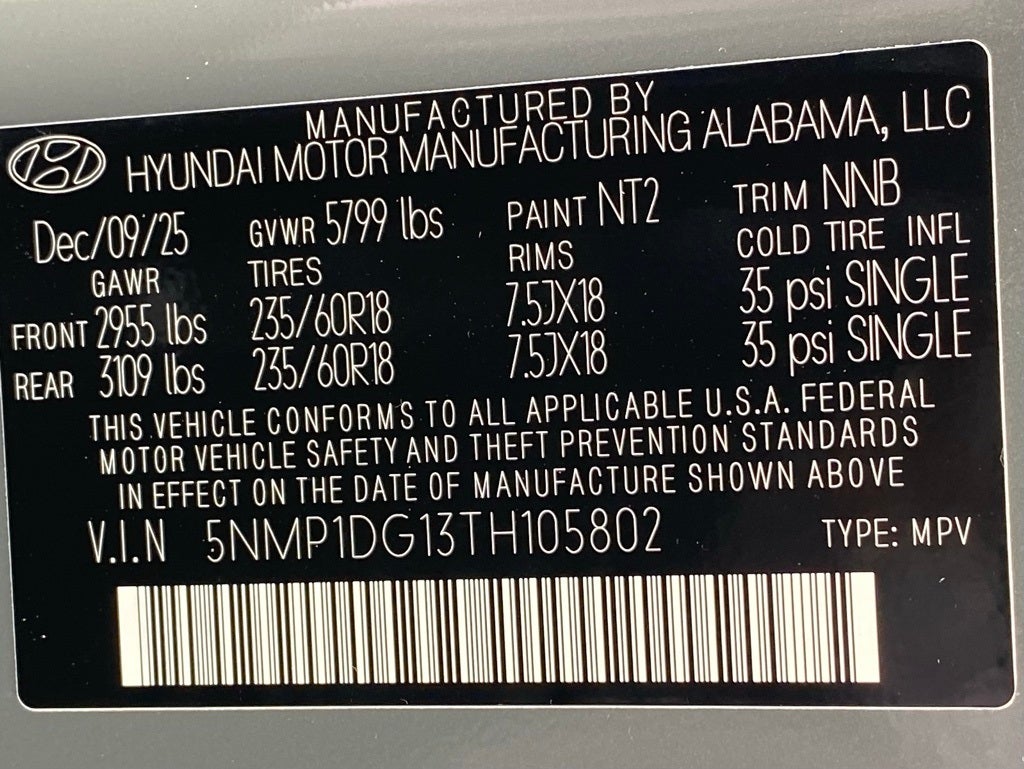 MANUFACTURED BY
HYUNDAI MOTOR MANUFACTURING ALABAMA, LLC
Dec/09/25 GVWR 5799 lbs PAINT NT2 TRIM NNB
GAWR TIRES RIMS COLD TIRE INFL
FRONT 2955 lbs 235/60R18 7.5JX18 35 psi SINGLE
REAR 3109 lbs 235/60R18 7.5JX18 35 psi SINGLE
THIS VEHICLE CONFORMS TO ALL APPLICABLE U.S.A. FEDERAL
MOTOR VEHICLE SAFETY AND THEFT PREVENTION STANDARDS
IN EFFECT ON THE DATE OF MANUFACTURE SHOWN ABOVE
V.I.N 5NMP1DG13TH105802 TYPE: MPV